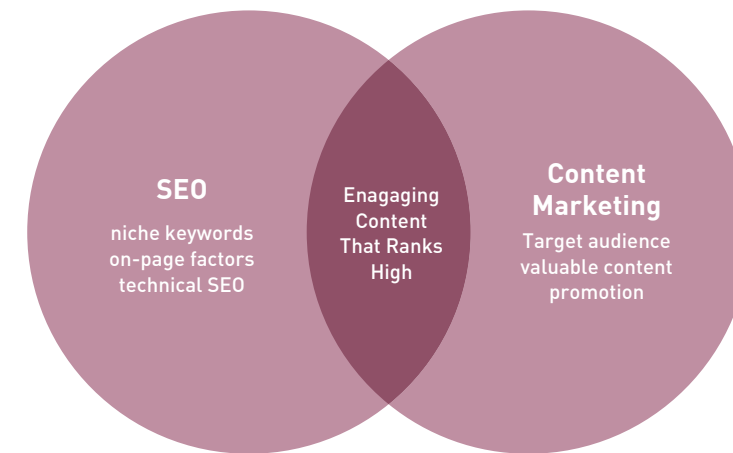 SEO
niche keywords
on-page factors
technical SEO
Enagaging
Content
That Ranks
High
Content
Marketing
Target audience
valuable content
promotion